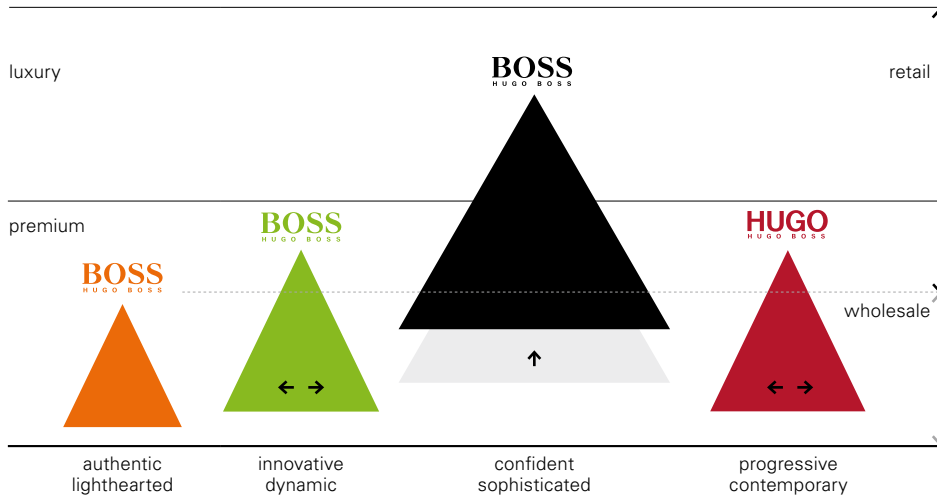 luxury
BOSS
HUGO BOSS
retail
premium
BOSS
HUGO BOSS
HUGO
HUGO BOSS
BOSS
HUGO BOSS
wholesale
authentic
lighthearted
innovative
dynamic
confident
sophisticated
progressive
contemporary